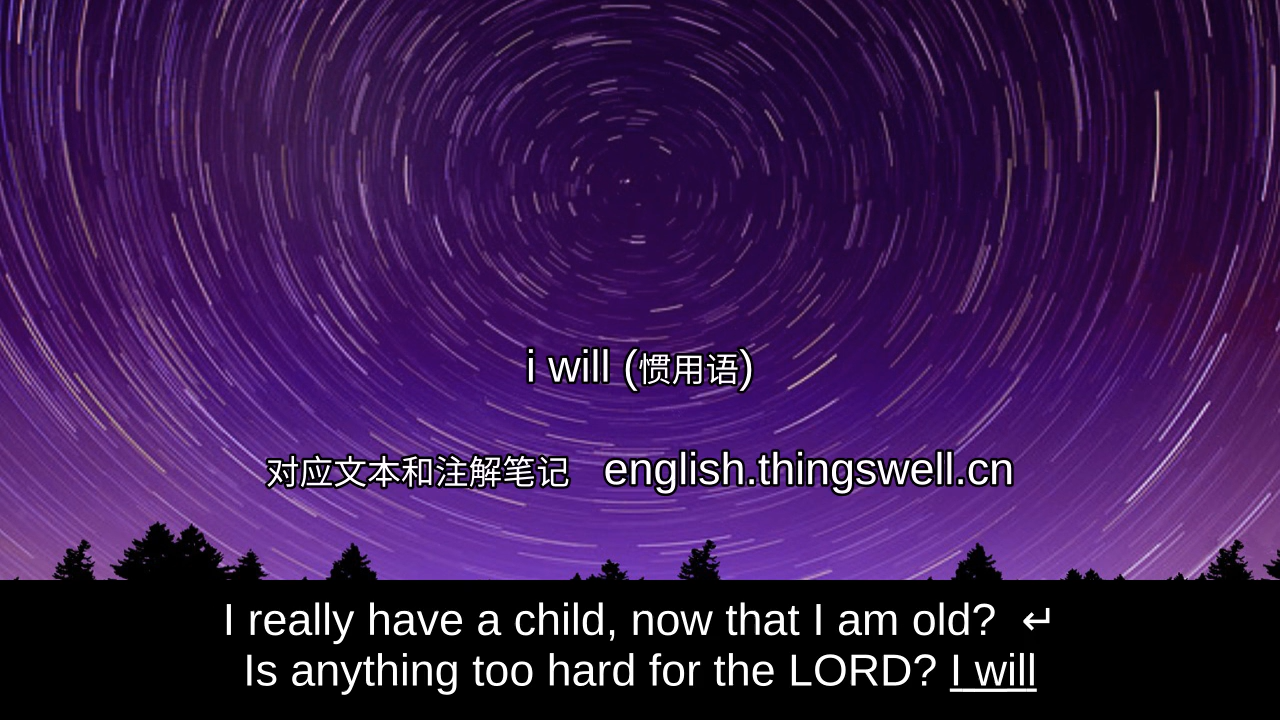 i will (惯用语)
对应文本和注解笔记 english.thingswell.cn
I really have a child, now that I am old? ↵
Is anything too hard for the LORD? I will